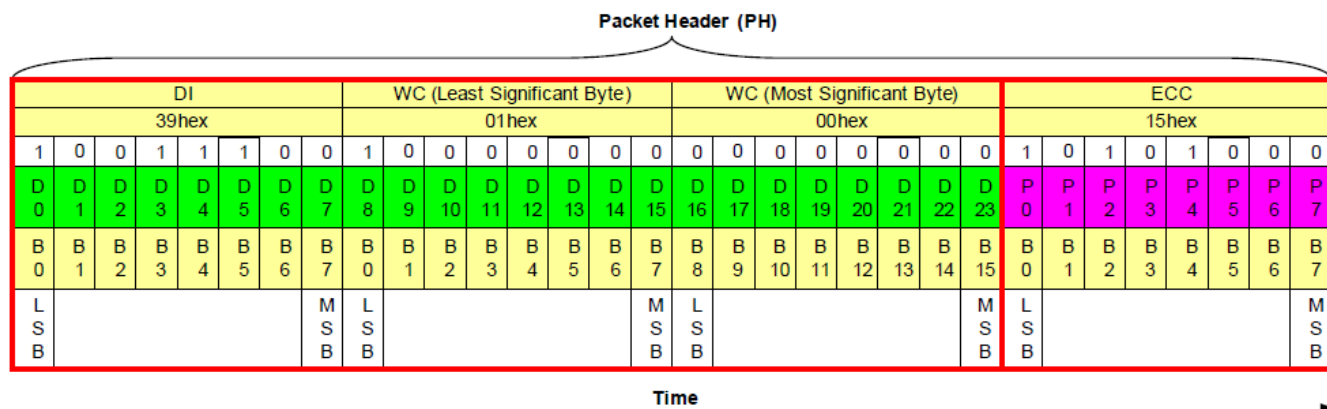 Packet Header (PH)
DI WC (Least Significant Byte) WC (Most Significant Byte) ECC
39hex 01hex 00hex 15hex
1 0 0 1 1 1 0 0 1 0 0 0 0 0 0 0 0 0 0 0 0 0 0 0 1 0 1 0 1 0 0 0
D0 D1 D2 D3 D4 D5 D6 D7 D8 D9 D10 D11 D12 D13 D14 D15 D16 D17 D18 D19 D20 D21 D22 D23 P0 P1 P2 P3 P4 P5 P6 P7
B0 B1 B2 B3 B4 B5 B6 B7 B0 B1 B2 B3 B4 B5 B6 B7 B8 B9 B10 B11 B12 B13 B14 B15 B0 B1 B2 B3 B4 B5 B6 B7
LSB MSB LSB MSB LSB MSB LSB MSB
Time